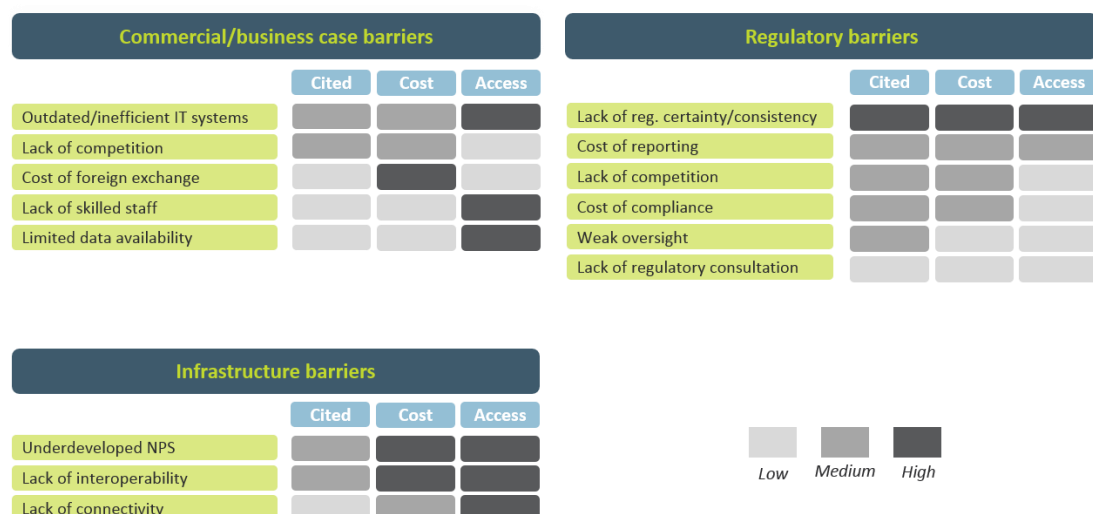 Commercial/business case barriers
Cited Cost Access
Outdated/inefficient IT systems
Lack of competition
Cost of foreign exchange
Lack of skilled staff
Limited data availability
Regulatory barriers
Cited Cost Access
Lack of reg. certainty/consistency
Cost of reporting
Lack of competition
Cost of compliance
Weak oversight
Lack of regulatory consultation
Infrastructure barriers
Cited Cost Access
Underdeveloped NPS
Lack of interoperability
Lack of connectivity
Low Medium High